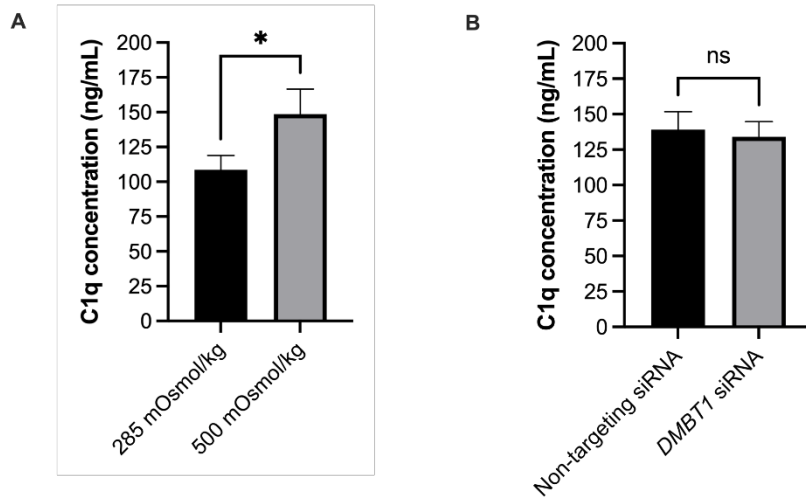 A
C1q concentration (ng/mL)
200
175
150
125
100
75
50
25
0
*
285 mOsmol/kg
500 mOsmol/kg
B
C1q concentration (ng/mL)
200
175
150
125
100
75
50
25
0
ns
Non-targeting siRNA
DMBT1 siRNA